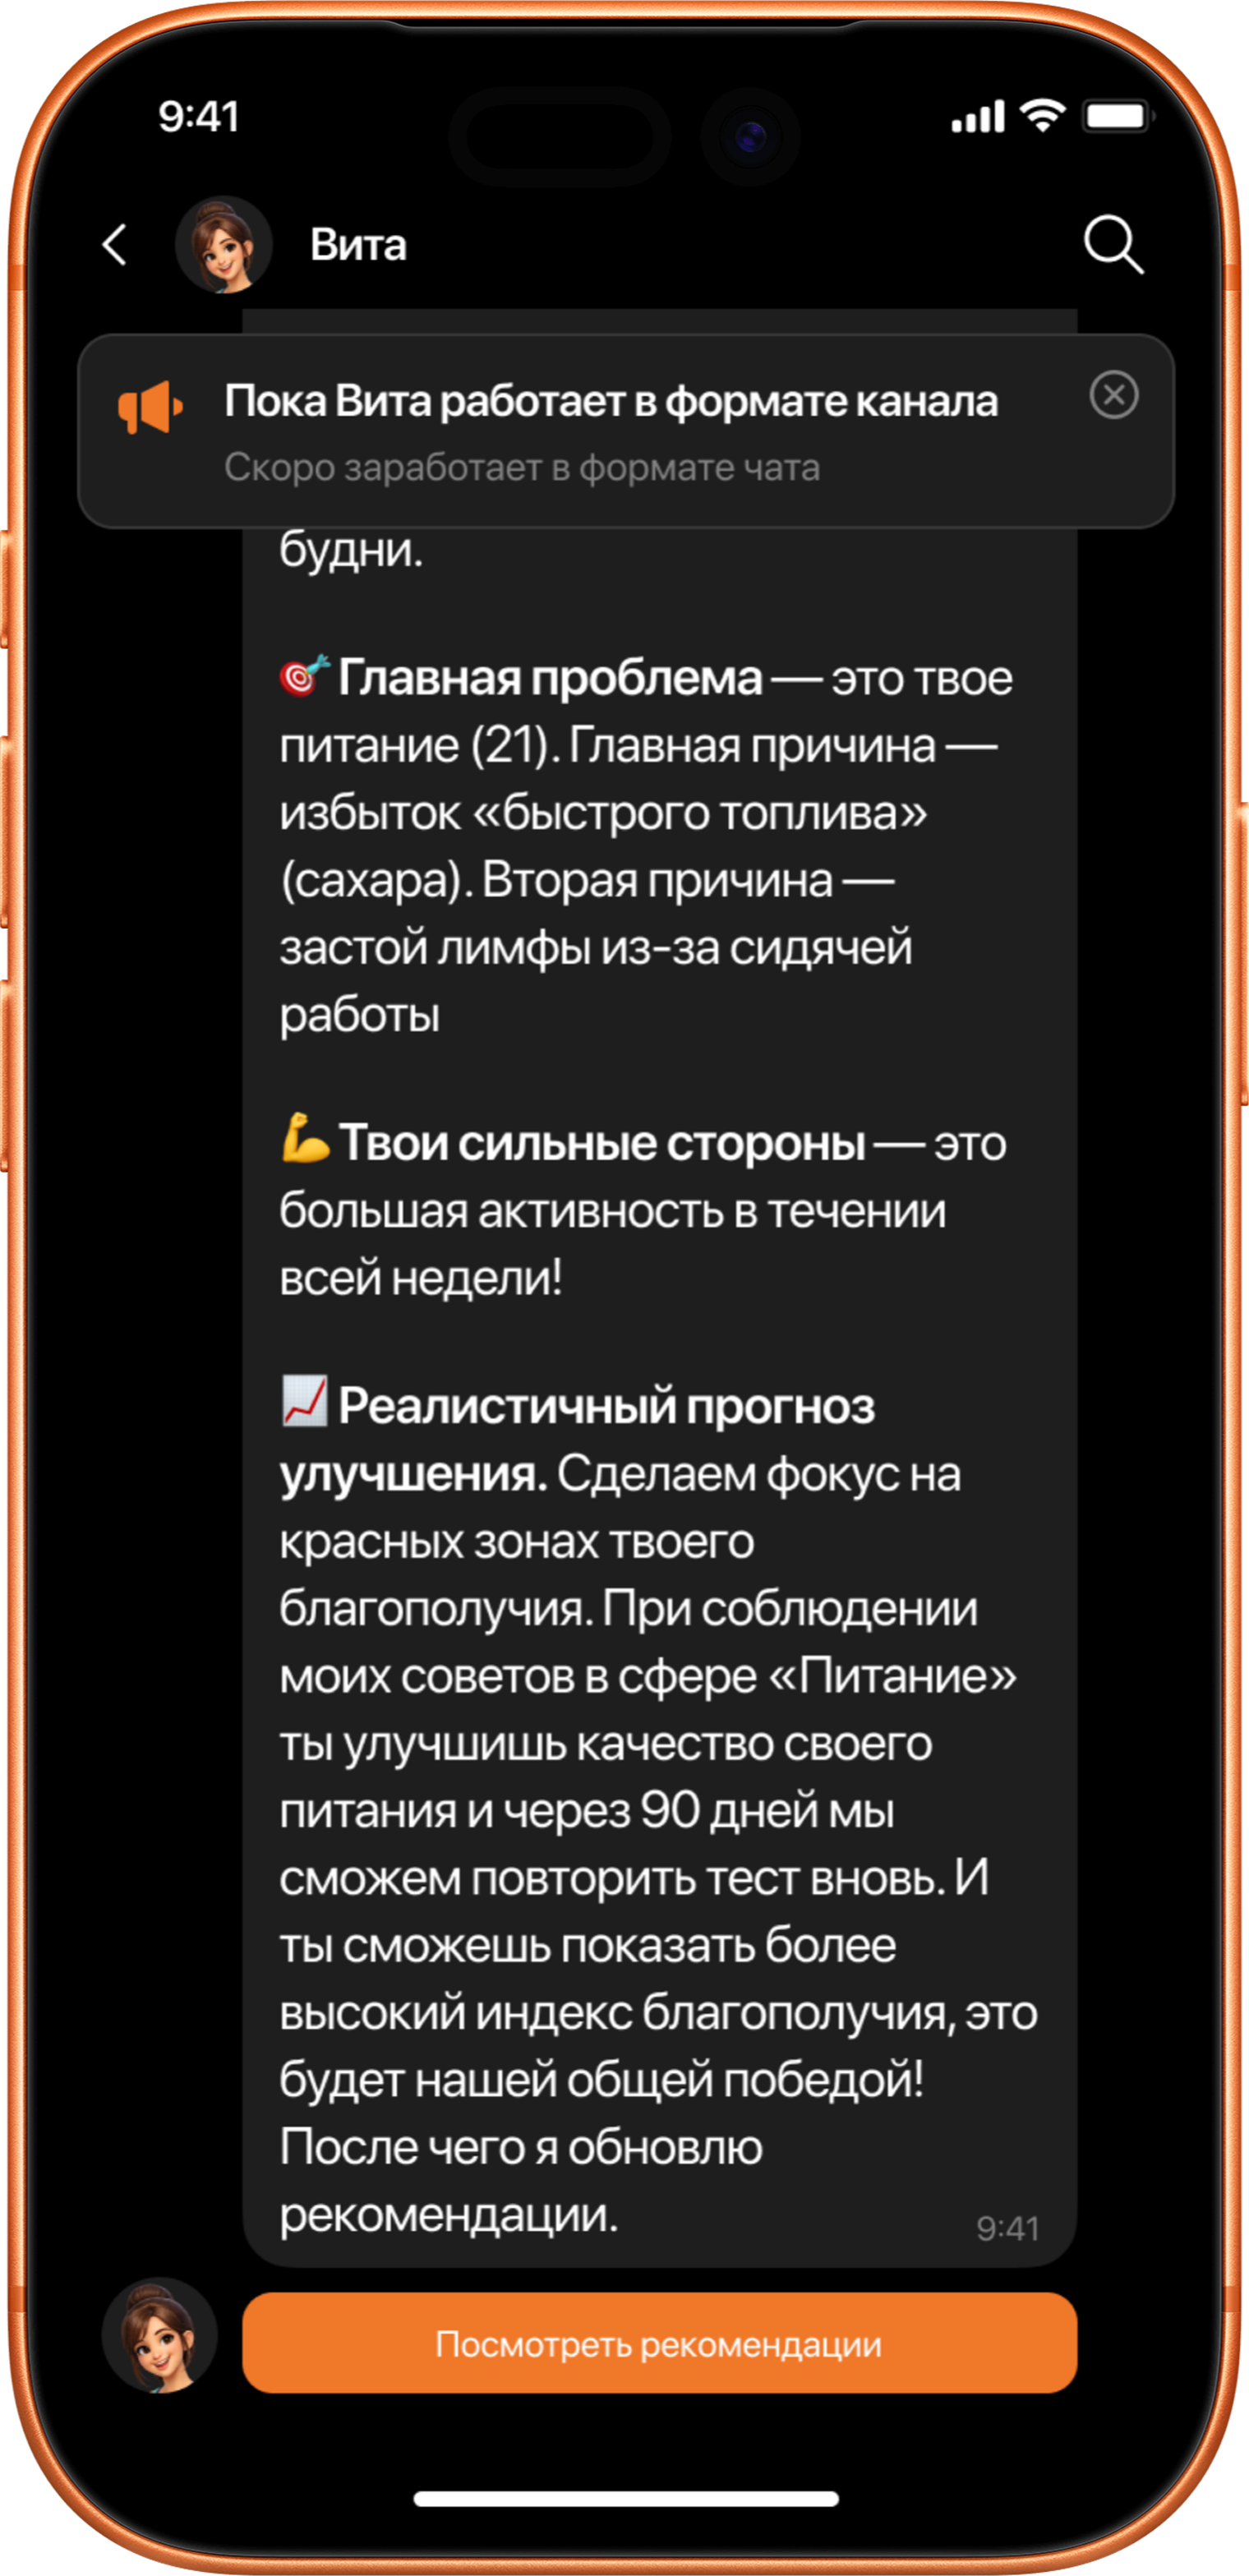 9:41
Вита
Пока Вита работает в формате канала
Скоро заработает в формате чата
будни.
🎯 Главная проблема — это твое
питание (21). Главная причина —
избыток «быстрого топлива»
(сахара). Вторая причина —
застой лимфы из-за сидячей
работы
💪 Твои сильные стороны — это
большая активность в течении
всей недели!
📈 Реалистичный прогноз
улучшения. Сделаем фокус на
красных зонах твоего
благополучия. При соблюдении
моих советов в сфере «Питание»
ты улучшишь качество своего
питания и через 90 дней мы
сможем повторить тест вновь. И
ты сможешь показать более
высокий индекс благополучия, это
будет нашей общей победой!
После чего я обновлю
рекомендации.
9:41
Посмотреть рекомендации